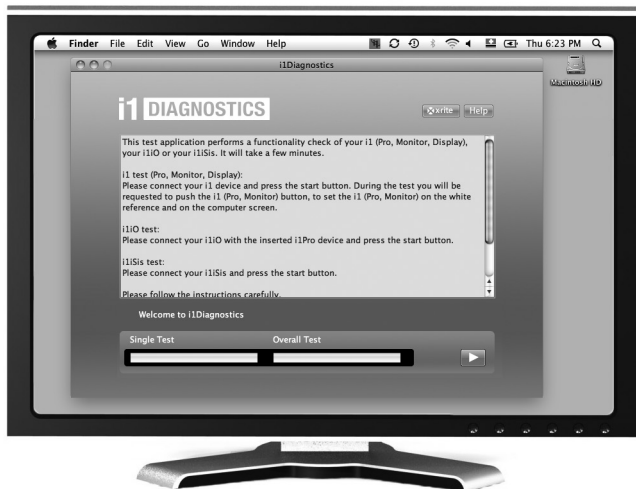 Finder File Edit View Go Window Help Thu 6:23 PM
i1Diagnostics
Macintosh HD
i1 DIAGNOSTICS
xrite Help
This test application performs a functionality check of your i1 (Pro, Monitor, Display),
your i1iO or your i1iSis. It will take a few minutes.
i1 test (Pro, Monitor, Display):
Please connect your i1 device and press the start button. During the test you will be
requested to push the i1 (Pro, Monitor) button, to set the i1 (Pro, Monitor) on the white
reference and on the computer screen.
i1iO test:
Please connect your i1iO with the inserted i1Pro device and press the start button.
i1iSis test:
Please connect your i1iSis and press the start button.
Please follow the instructions carefully.
Welcome to i1Diagnostics
Single Test Overall Test